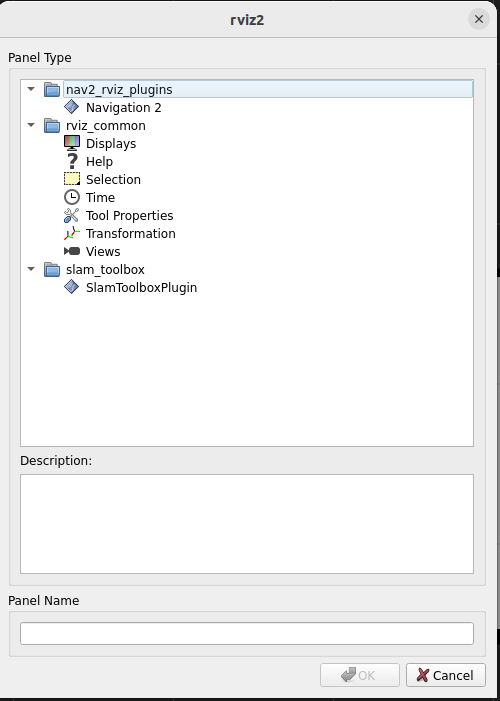 rviz2
Panel Type
nav2_rviz_plugins
Navigation 2
rviz_common
Displays
Help
Selection
Time
Tool Properties
Transformation
Views
slam_toolbox
SlamToolboxPlugin
Description:
Panel Name
OK
Cancel